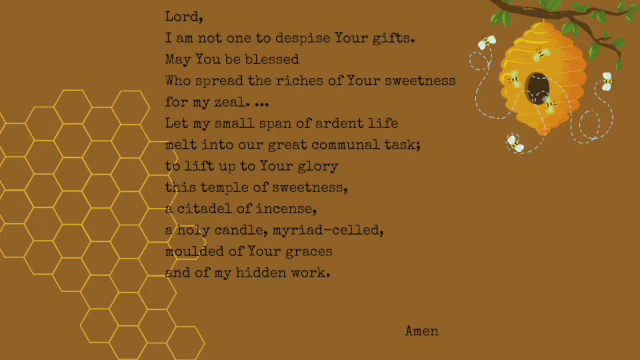 Lord,
I am not one to despise Your gifts.
May You be blessed
Who spread the riches of Your sweetness
for my zeal. ...
Let my small span of ardent life
melt into our great communal task;
to lift up to Your glory
this temple of sweetness,
a citadel of incense,
a holy candle, myriad-celled,
moulded of Your graces
and of my hidden work.
Amen